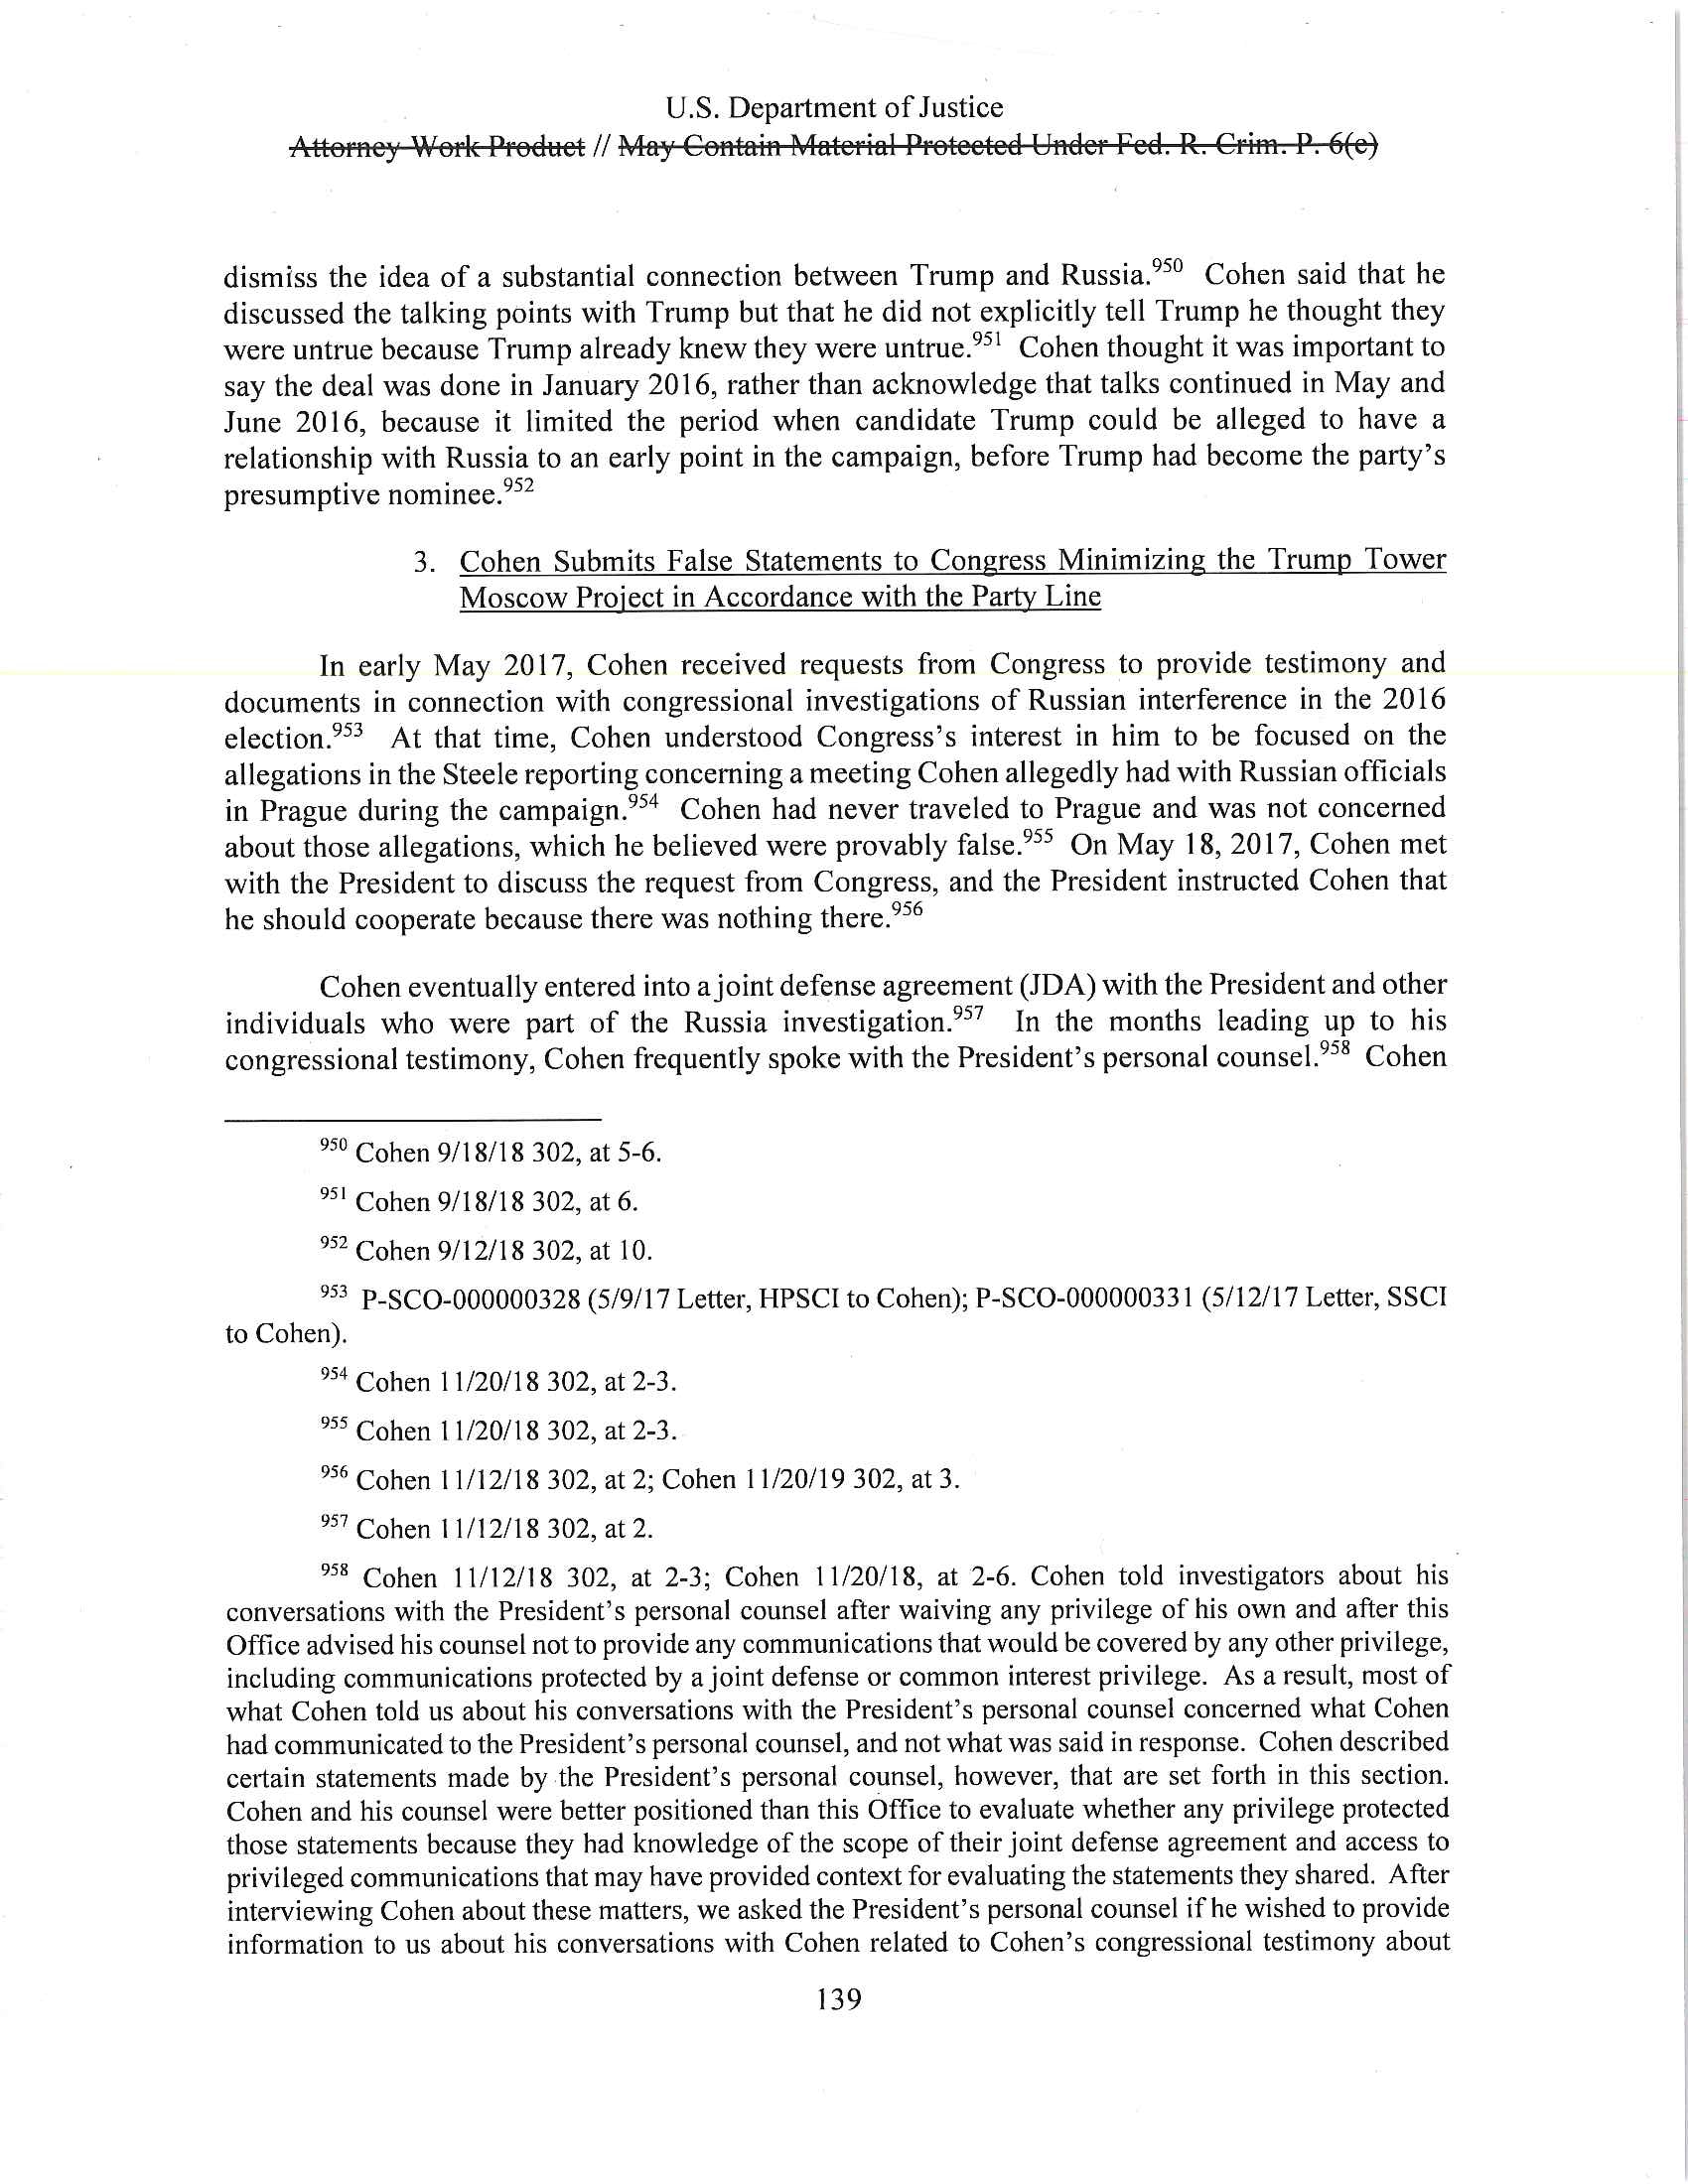 U.S. Department of Justice
Attorney Work Product // May Contain Material Protected Under Fed. R. Crim. P. 6(e)
dismiss the idea of a substantial connection between Trump and Russia.950 Cohen said that he
discussed the talking points with Trump but that he did not explicitly tell Trump he thought they
were untrue because Trump already knew they were untrue.951 Cohen thought it was important to
say the deal was done in January 2016, rather than acknowledge that talks continued in May and
June 2016, because it limited the period when candidate Trump could be alleged to have a
relationship with Russia to an early point in the campaign, before Trump had become the party's
presumptive nominee.952
3. Cohen Submits False Statements to Congress Minimizing the Trump Tower
Moscow Project in Accordance with the Party Line
In early May 2017, Cohen received requests from Congress to provide testimony and
documents in connection with congressional investigations of Russian interference in the 2016
election.953 At that time, Cohen understood Congress's interest in him to be focused on the
allegations in the Steele reporting concerning a meeting Cohen allegedly had with Russian officials
in Prague during the campaign.954 Cohen had never traveled to Prague and was not concerned
about those allegations, which he believed were provably false.955 On May 18, 2017, Cohen met
with the President to discuss the request from Congress, and the President instructed Cohen that
he should cooperate because there was nothing there.956
Cohen eventually entered into a joint defense agreement (JDA) with the President and other
individuals who were part of the Russia investigation.957 In the months leading up to his
congressional testimony, Cohen frequently spoke with the President's personal counsel.958 Cohen
950 Cohen 9/18/18 302, at 5-6.
951 Cohen 9/18/18 302, at 6.
952 Cohen 9/12/18 302, at 10.
953 P-SCO-000000328 (5/9/17 Letter, HPSCI to Cohen); P-SCO-000000331 (5/12/17 Letter, SSCI
to Cohen).
954 Cohen 11/20/18 302, at 2-3.
955 Cohen 11/20/18 302, at 2-3.
956 Cohen 11/12/18 302, at 2; Cohen 11/20/19 302, at 3.
957 Cohen 11/12/18 302, at 2.
958 Cohen 11/12/18 302, at 2-3; Cohen 11/20/18, at 2-6. Cohen told investigators about his
conversations with the President's personal counsel after waiving any privilege of his own and after this
Office advised his counsel not to provide any communications that would be covered by any other privilege,
including communications protected by a joint defense or common interest privilege. As a result, most of
what Cohen told us about his conversations with the President's personal counsel concerned what Cohen
had communicated to the President's personal counsel, and not what was said in response. Cohen described
certain statements made by the President's personal counsel, however, that are set forth in this section.
Cohen and his counsel were better positioned than this Office to evaluate whether any privilege protected
those statements because they had knowledge of the scope of their joint defense agreement and access to
privileged communications that may have provided context for evaluating the statements they shared. After
interviewing Cohen about these matters, we asked the President's personal counsel if he wished to provide
information to us about his conversations with Cohen related to Cohen's congressional testimony about
139